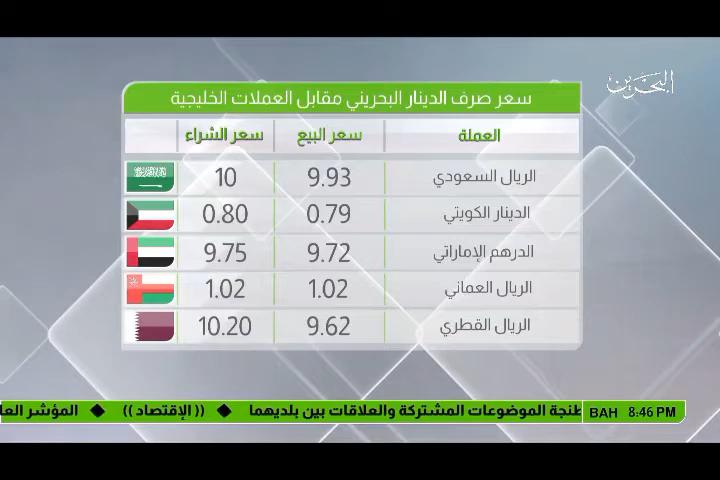 البحرين
سعر صرف الدينار البحريني مقابل العملات الخليجية
العملة سعر البيع سعر الشراء
الريال السعودي 9.93 10
الدينار الكويتي 0.79 0.80
الدرهم الإماراتي 9.72 9.75
الريال العماني 1.02 1.02
الريال القطري 9.62 10.20
BAH 8:46 PM
طنجة الموضوعات المشتركة والعلاقات بين بلديهما ◆ (( الإقتصاد )) ◆ المؤشر